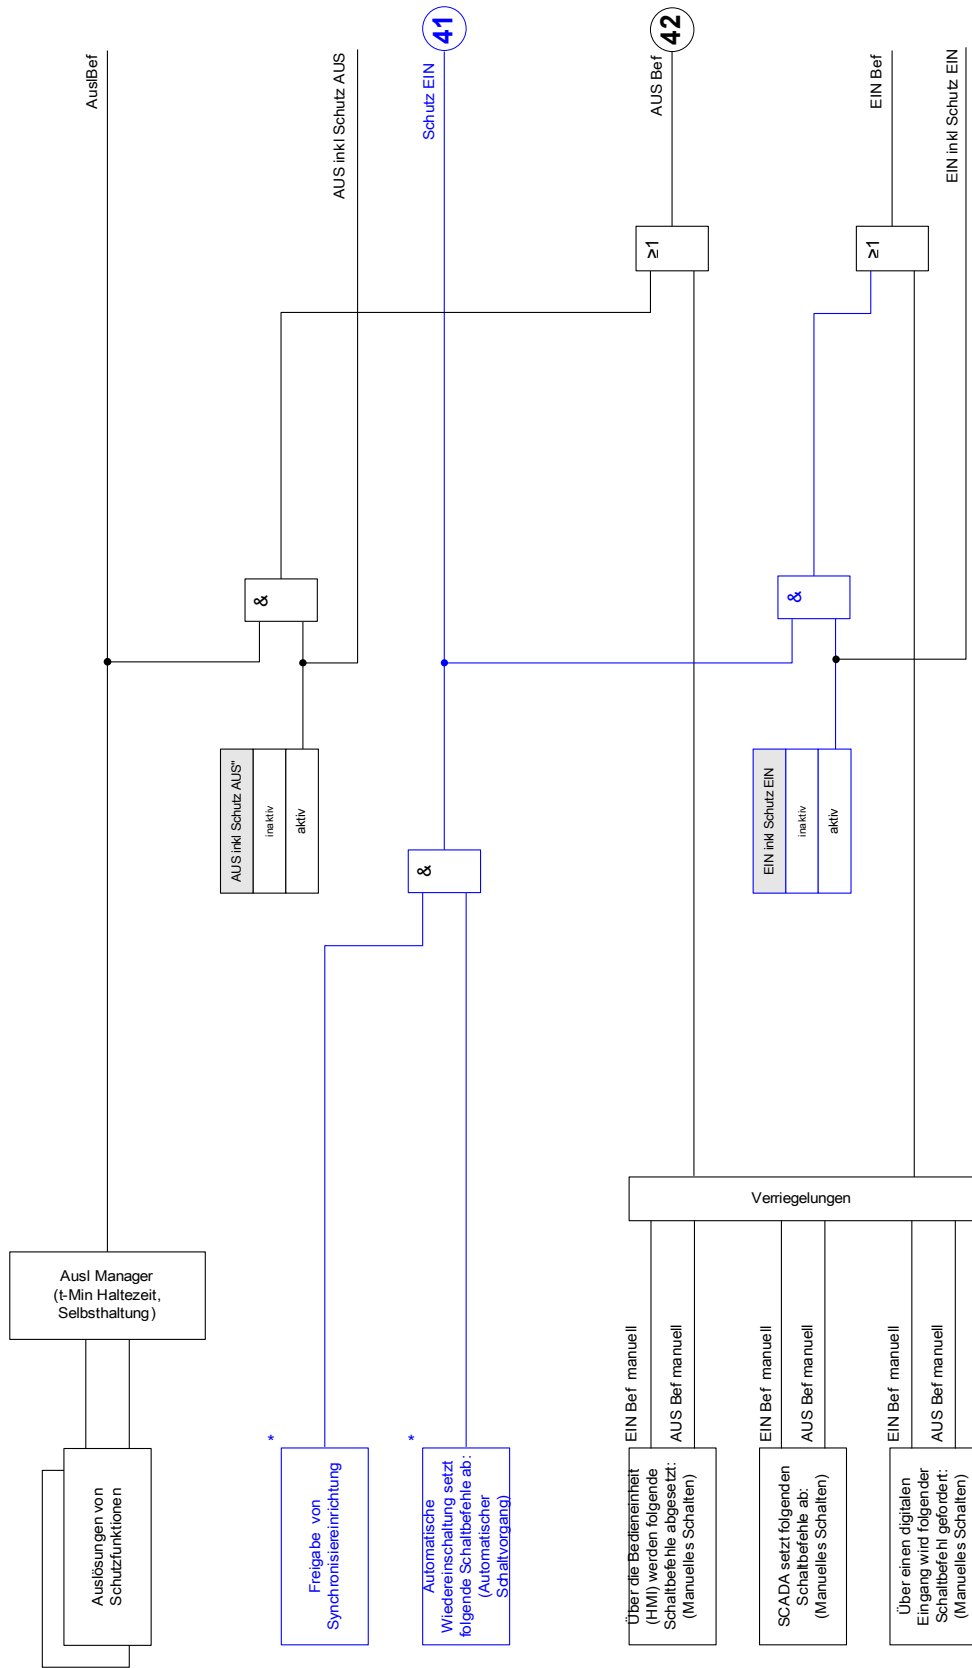 AuslBef
AUS inkl Schutz AUS
Schutz EIN
41
AUS Bef
42
EIN Bef
EIN inkl Schutz EIN
≥1
≥1
&
&
AUS inkl Schutz AUS"
inaktiv
aktiv
&
EIN inkl Schutz EIN
inaktiv
aktiv
Ausl Manager
(t-Min Haltezeit,
Selbsthaltung)
Verriegelungen
Auslösungen von
Schutzfunktionen
*
Freigabe von
Synchronisiereinrichtung
*
Automatische
Wiedereinschaltung setzt
folgende Schaltbefehle ab:
(Automatischer
Schaltvorgang)
EIN Bef manuell
AUS Bef manuell
Über die Bedieneinheit
(HMI) werden folgende
Schaltbefehle abgesetzt:
(Manuelles Schalten)
EIN Bef manuell
AUS Bef manuell
SCADA setzt folgenden
Schaltbefehle ab:
(Manuelles Schalten)
EIN Bef manuell
AUS Bef manuell
Über einen digitalen
Eingang wird folgender
Schaltbefehl gefordert:
(Manuelles Schalten)